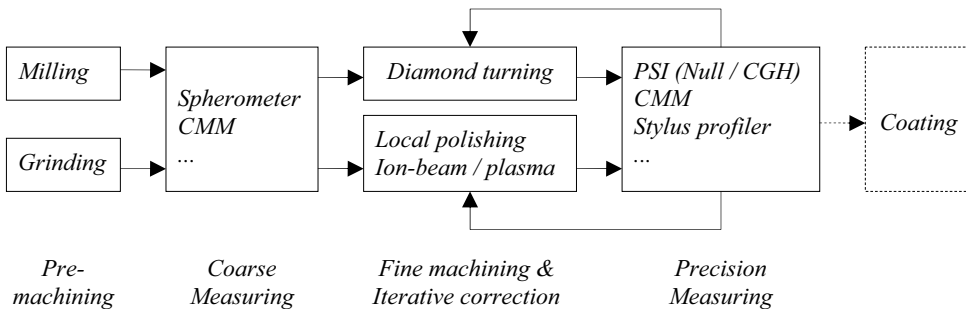 Milling
Grinding
Spherometer
CMM
...
Diamond turning
Local polishing
Ion-beam / plasma
PSI (Null / CGH)
CMM
Stylus profiler
...
Coating
Pre-
machining
Coarse
Measuring
Fine machining &
Iterative correction
Precision
Measuring